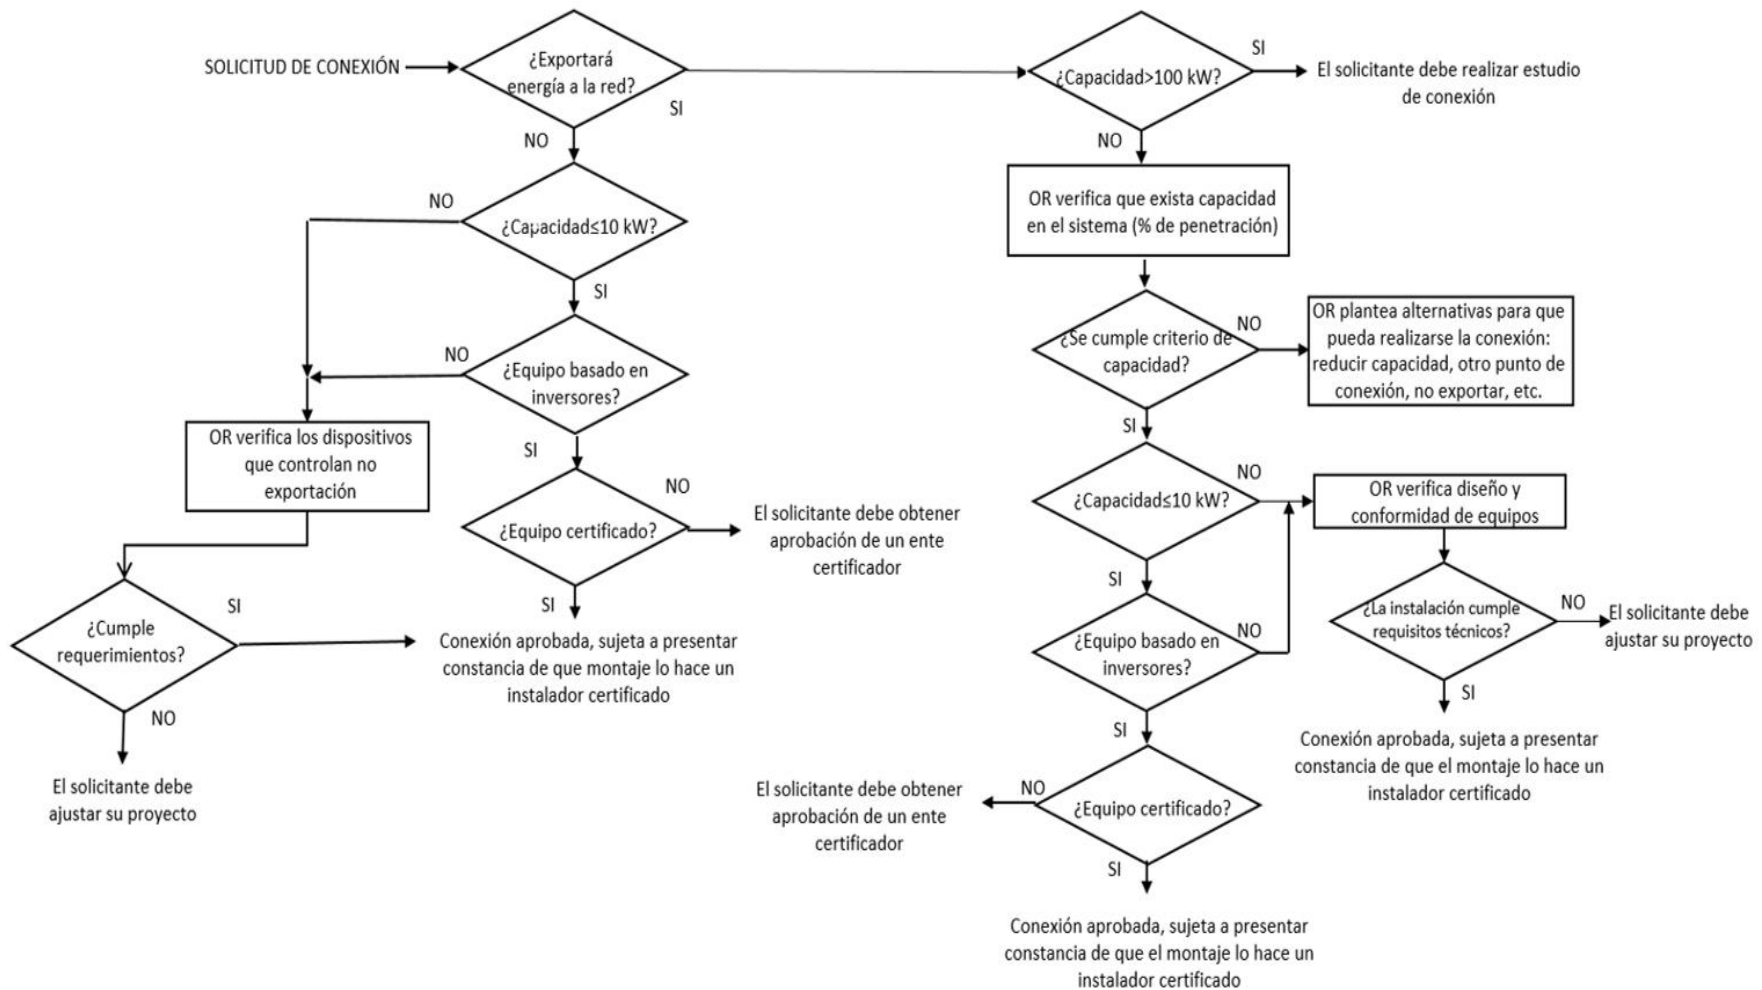 SOLICITUD DE CONEXIÓN
¿Exportará
energía a la red?
SI
NO
¿Capacidad>100 kW?
SI
El solicitante debe realizar estudio
de conexión
NO
¿Capacidad≤10 kW?
NO
SI
¿Equipo basado en
inversores?
NO
SI
OR verifica los dispositivos
que controlan no
exportación
¿Equipo certificado?
NO
El solicitante debe obtener
aprobación de un ente
certificador
SI
¿Cumple
requerimientos?
SI
Conexión aprobada, sujeta a presentar
constancia de que montaje lo hace un
instalador certificado
NO
El solicitante debe
ajustar su proyecto
OR verifica que exista capacidad
en el sistema (% de penetración)
¿Se cumple criterio de
capacidad?
NO
OR plantea alternativas para que
pueda realizarse la conexión:
reducir capacidad, otro punto de
conexión, no exportar, etc.
SI
¿Capacidad≤10 kW?
NO
OR verifica diseño y
conformidad de equipos
SI
¿Equipo basado en
inversores?
NO
¿La instalación cumple
requisitos técnicos?
NO
El solicitante debe
ajustar su proyecto
SI
Conexión aprobada, sujeta a presentar
constancia de que el montaje lo hace un
instalador certificado
SI
¿Equipo certificado?
NO
El solicitante debe obtener
aprobación de un ente
certificador
SI
Conexión aprobada, sujeta a presentar
constancia de que el montaje lo hace un
instalador certificado